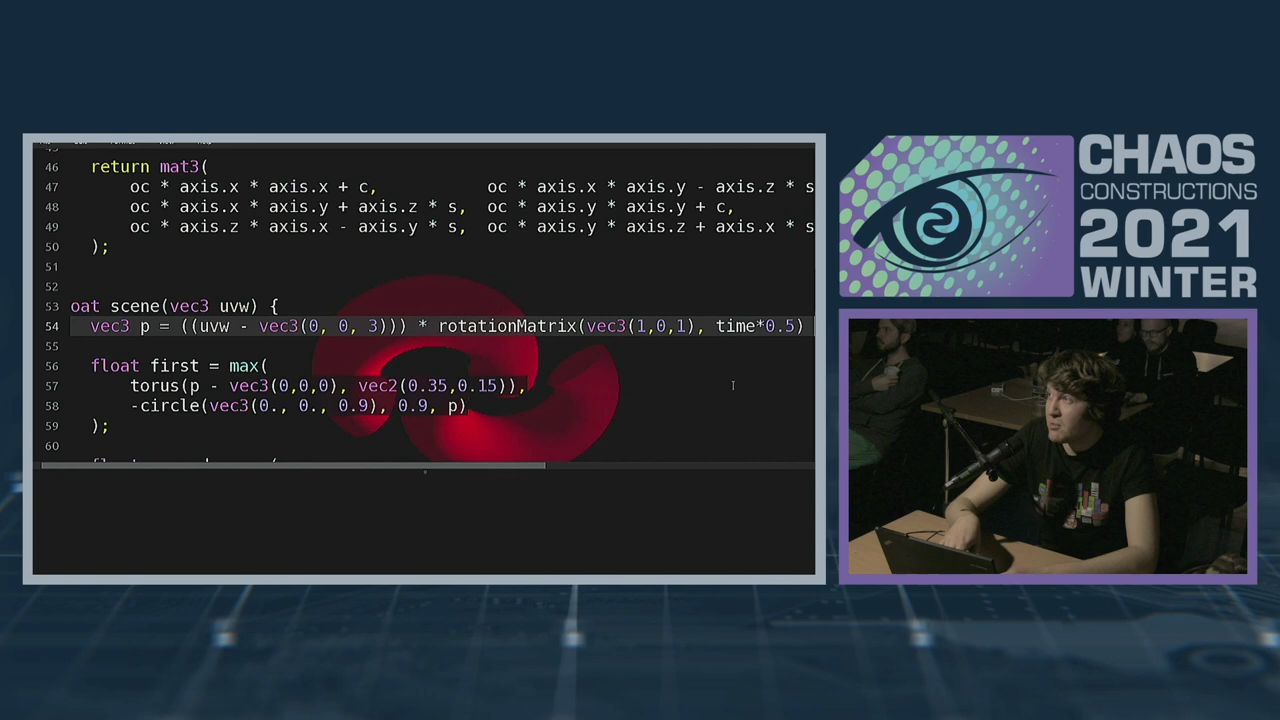 46 return mat3(
47 oc * axis.x * axis.x + c, oc * axis.x * axis.y - axis.z * s
48 oc * axis.x * axis.y + axis.z * s, oc * axis.y * axis.y + c,
49 oc * axis.z * axis.x - axis.y * s, oc * axis.y * axis.z + axis.x * s
50 );
51
52
53 oat scene(vec3 uvw) {
54 vec3 p = ((uvw - vec3(0, 0, 3))) * rotationMatrix(vec3(1,0,1), time*0.5)
55
56 float first = max(
57 torus(p - vec3(0,0,0), vec2(0.35,0.15)),
58 -circle(vec3(0., 0., 0.9), 0.9, p)
59 );
60
CHAOS
CONSTRUCTIONS
2021
WINTER